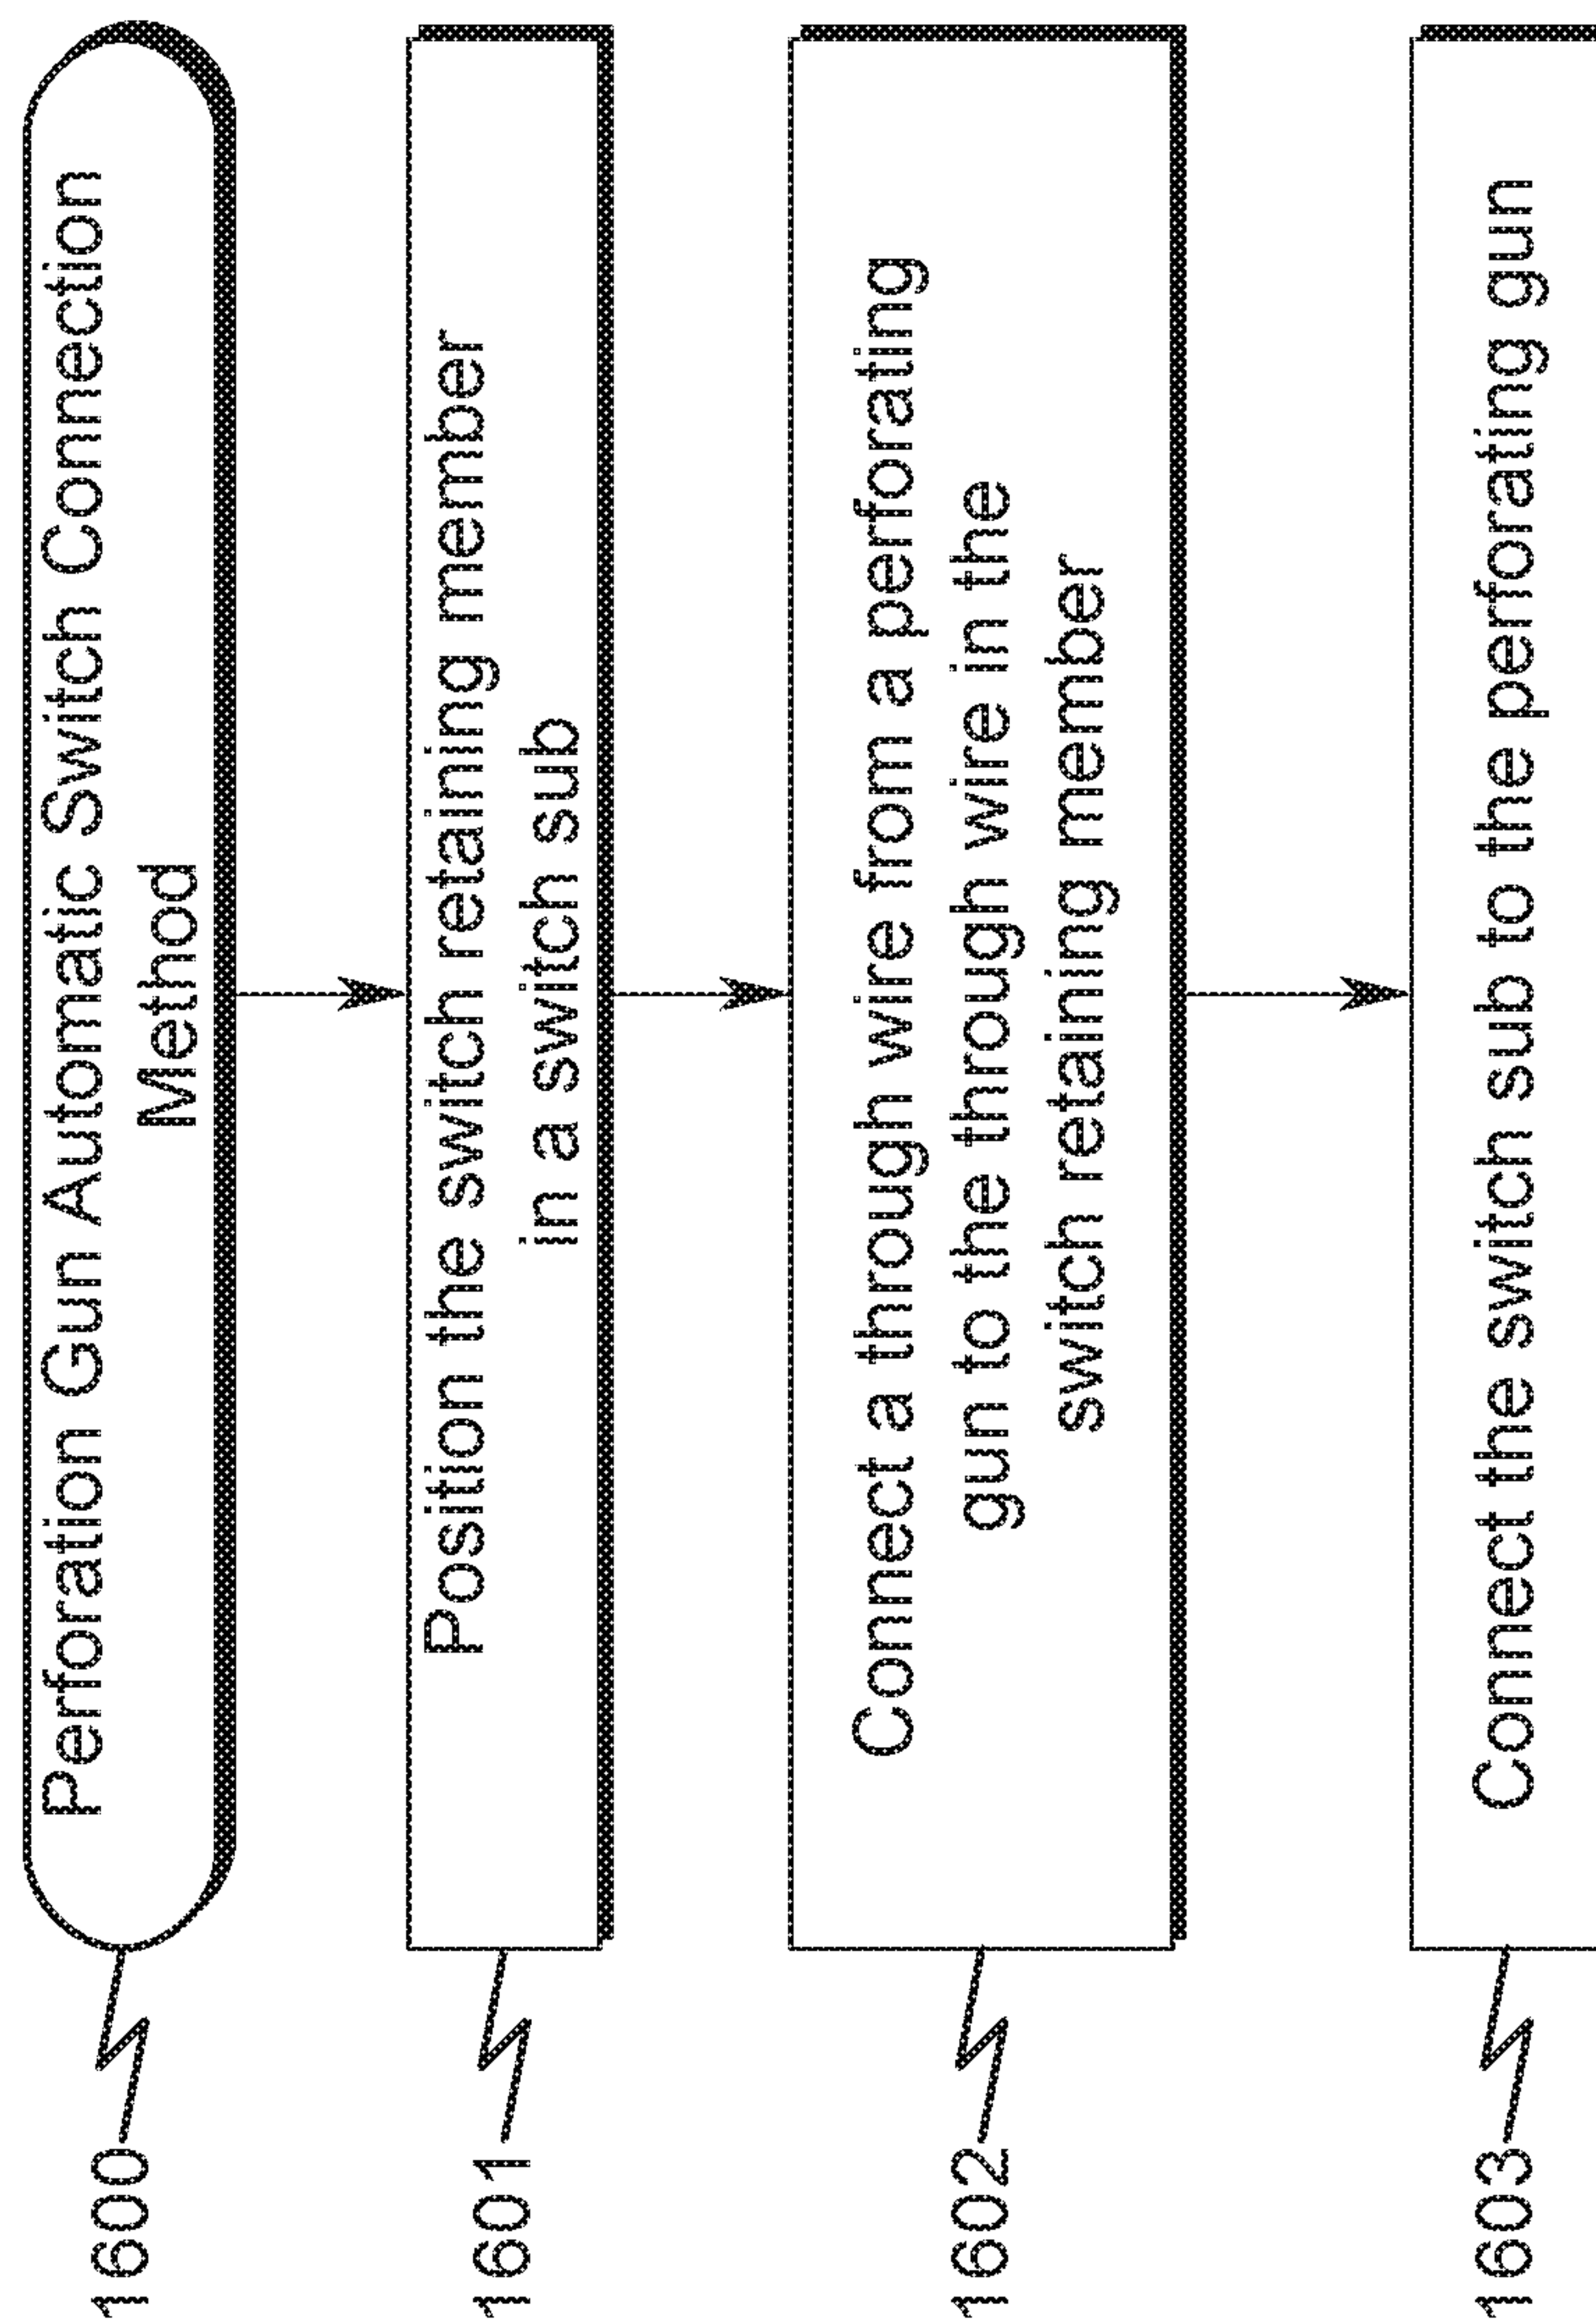 Perforation Gun Automatic Switch Connection
Method
1600
Position the switch retaining member
in a switch sub
1601
Connect a through wire from a perforating
gun to the through wire in the
switch retaining member
1602
Connect the switch sub to the perforating gun
1603